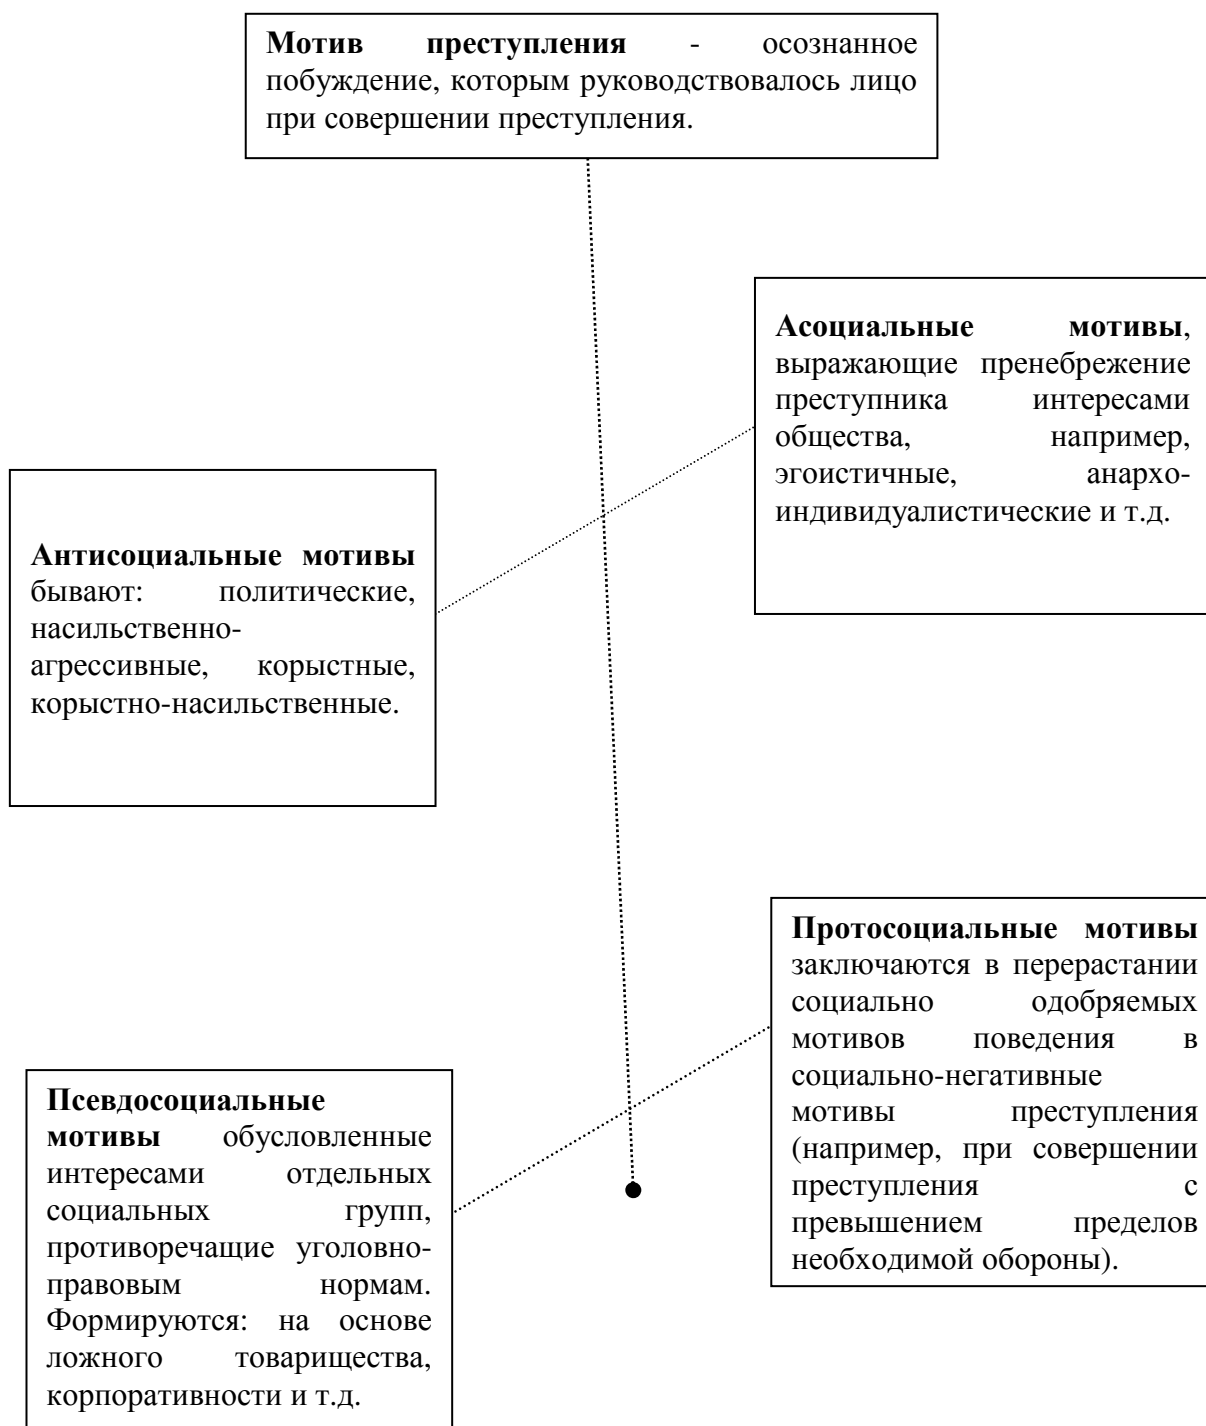 Мотив преступления - осознанное
побуждение, которым руководствовалось лицо
при совершении преступления.
Асоциальные мотивы,
выражающие пренебрежение
преступника интересами
общества, например,
эгоистичные, анархо-
индивидуалистические и т.д.
Антисоциальные мотивы
бывают: политические,
насильственно-
агрессивные, корыстные,
корыстно-насильственные.
Протосоциальные мотивы
заключаются в перерастании
социально одобряемых
мотивов поведения в
социально-негативные
мотивы преступления
(например, при совершении
преступления с
превышением пределов
необходимой обороны).
Псевдосоциальные
мотивы обусловленные
интересами отдельных
социальных групп,
противоречащие уголовно-
правовым нормам.
Формируются: на основе
ложного товарищества,
корпоративности и т.д.